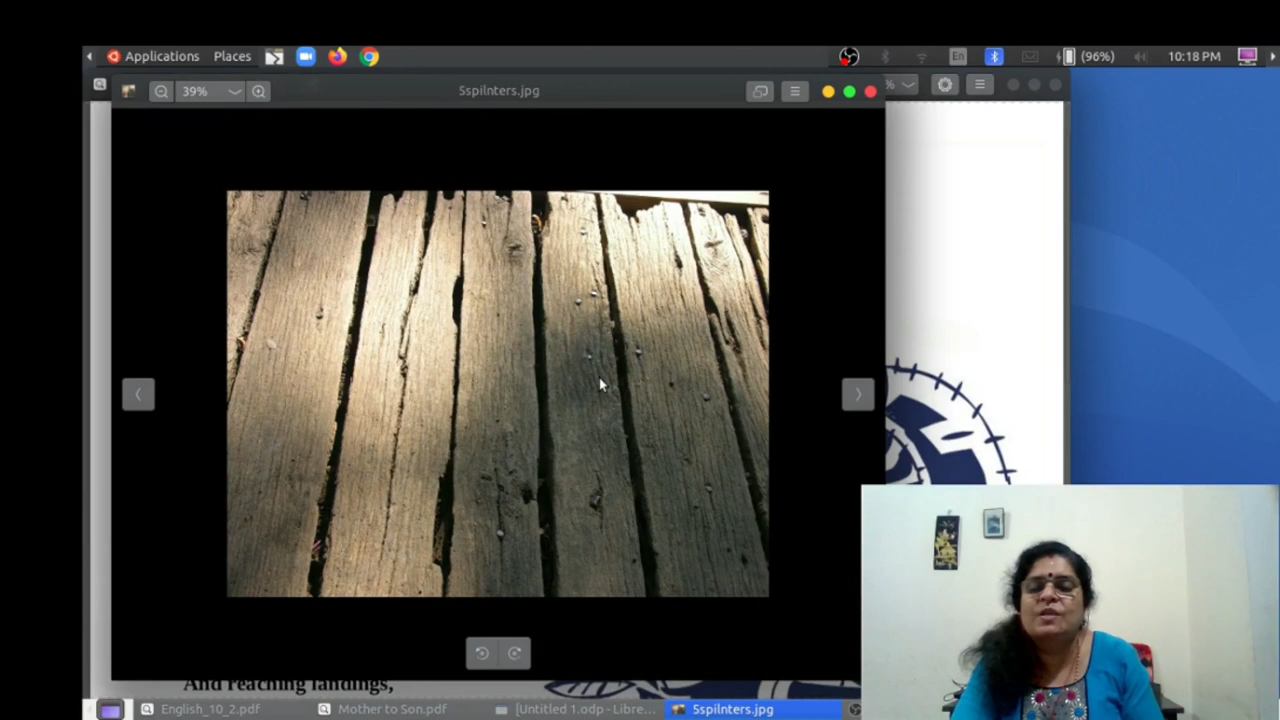 Applications Places En (96%) 10:18 PM
39% 5spilnters.jpg %
And reaching landings,
English_10_2.pdf Mother to Son.pdf [Untitled 1.odp - Libre... 5spilnters.jpg